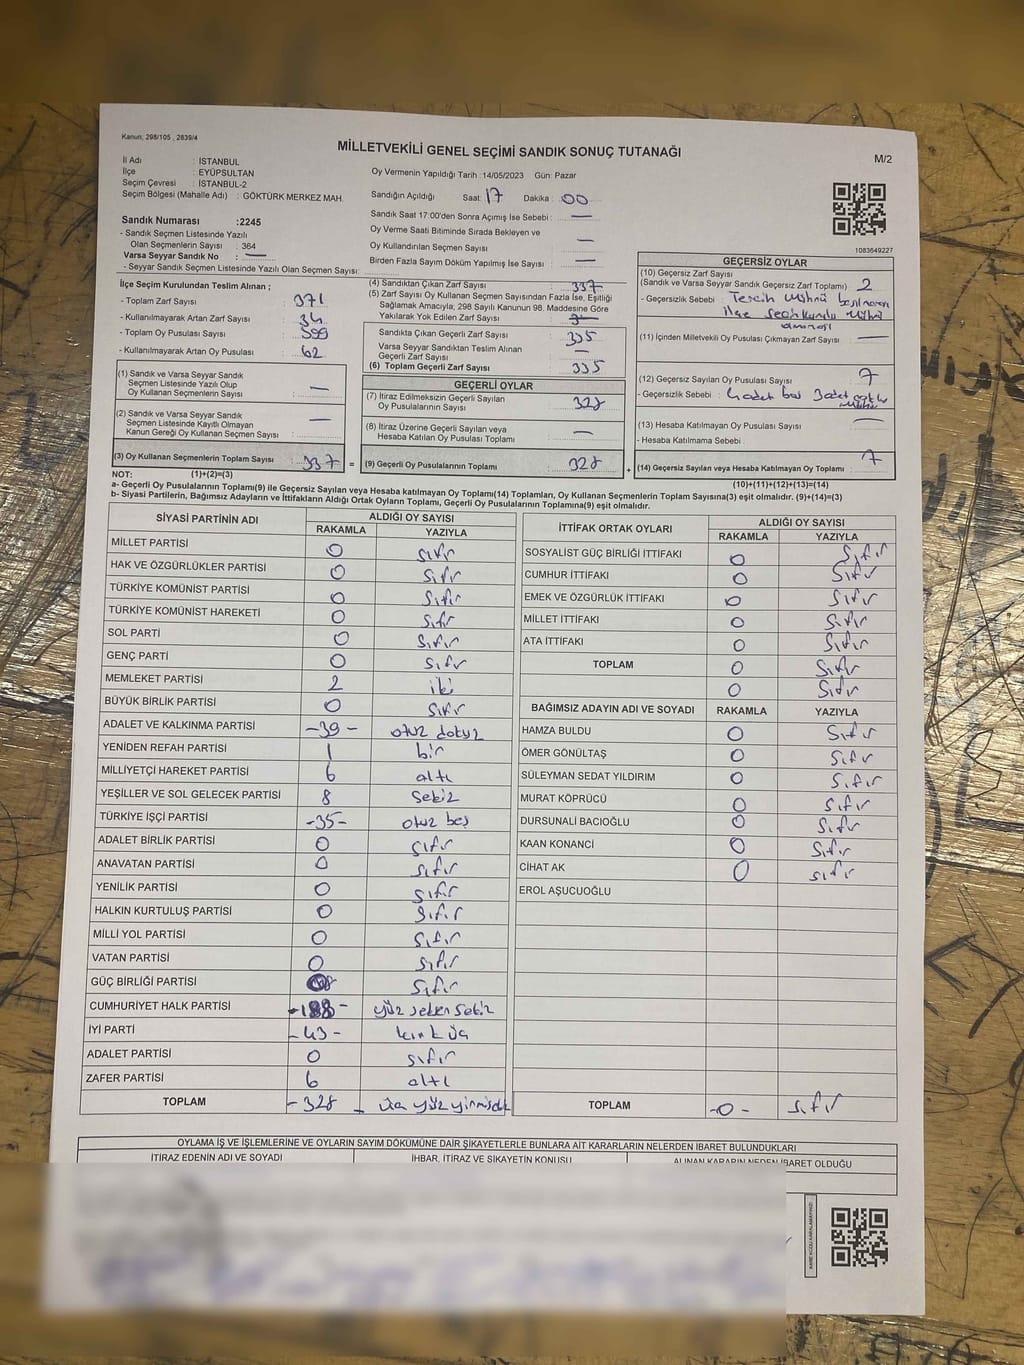 Kanun; 298/105 , 2839/4
MİLLETVEKİLİ GENEL SEÇİMİ SANDIK SONUÇ TUTANAĞI
M/2
İl Adı : İSTANBUL
İlçe : EYÜPSULTAN
Seçim Çevresi : İSTANBUL-2
Seçim Bölgesi (Mahalle Adı) : GÖKTÜRK MERKEZ MAH.
Oy Vermenin Yapıldığı Tarih :14/05/2023 Gün: Pazar
Sandığın Açıldığı Saat: 17 Dakika : 00
Sandık Saat 17:00'den Sonra Açımış İse Sebebi : —
Oy Verme Saati Bitiminde Sırada Bekleyen ve
Oy Kullandırılan Seçmen Sayısı —
Birden Fazla Sayım Döküm Yapılmış İse Sayısı —
1083649227
Sandık Numarası :2245
- Sandık Seçmen Listesinde Yazılı
Olan Seçmenlerin Sayısı : 364
Varsa Seyyar Sandık No : —
- Seyyar Sandık Seçmen Listesinde Yazılı Olan Seçmen Sayısı:
İlçe Seçim Kurulundan Teslim Alınan ;
- Toplam Zarf Sayısı : 371
- Kullanılmayarak Artan Zarf Sayısı : 34
- Toplam Oy Pusulası Sayısı : 399
- Kullanılmayarak Artan Oy Pusulası : 62
(1) Sandık ve Varsa Seyyar Sandık
Seçmen Listesinde Yazılı Olup
Oy Kullanan Seçmen Sayısı : —
(2) Sandık ve Varsa Seyyar Sandık
Seçmen Listesinde Kayıtlı Olmayan
Kanun Gereği Oy Kullanan Seçmen Sayısı : —
(3) Oy Kullanan Seçmenlerin Toplam Sayısı : 337
(1)+(2)=(3)
(4) Sandıktan Çıkan Zarf Sayısı : 337
(5) Zarf Sayısı Oy Kullanan Seçmen Sayısından Fazla İse, Eşitliği
Sağlamak Amacıyla, 298 Sayılı Kanunun 98. Maddesine Göre
Yakılarak Yok Edilen Zarf Sayısı :
Sandıkta Çıkan Geçerli Zarf Sayısı : 335
Varsa Seyyar Sandıktan Teslim Alınan
Geçerli Zarf Sayısı : —
(6) Toplam Geçerli Zarf Sayısı : 335
GEÇERLİ OYLAR
(7) İtiraz Edilmeksizin Geçerli Sayılan
Oy Pusulalarının Sayısı : 328
(8) İtiraz Üzerine Geçerli Sayılan veya
Hesaba Katılan Oy Pusulası Toplamı : —
= (9) Geçerli Oy Pusulalarının Toplamı : 328
GEÇERSİZ OYLAR
(10) Geçersiz Zarf Sayısı
(Sandık ve Varsa Seyyar Sandık Geçersiz Zarf Toplamı) : 2
- Geçersizlik Sebebi : Tercih mührü basılmamış
(11) İçinden Milletvekili Oy Pusulası Çıkmayan Zarf Sayısı : —
(12) Geçersiz Sayılan Oy Pusulası Sayısı : 7
- Geçersizlik Sebebi : 4 adet boş 3 adet
(13) Hesaba Katılmayan Oy Pusulası Sayısı : —
- Hesaba Katılmama Sebebi :
+ (14) Geçersiz Sayılan veya Hesaba Katılmayan Oy Toplamı : 7
(10)+(11)+(12)+(13)=(14)
NOT:
a- Geçerli Oy Pusulalarının Toplamı(9) ile Geçersiz Sayılan veya Hesaba Katılmayan Oy Toplamı(14) Toplamları, Oy Kullanan Seçmenlerin Toplam Sayısına(3) eşit olmalıdır. (9)+(14)=(3)
b- Siyasi Partilerin, Bağımsız Adayların ve İttifakların Aldığı Ortak Oyların Toplamı, Geçerli Oy Pusulalarının Toplamına(9) eşit olmalıdır.
SİYASİ PARTİNİN ADI ALDIĞI OY SAYISI
RAKAMLA YAZIYLA
MİLLET PARTİSİ 0 sıfır
HAK VE ÖZGÜRLÜKLER PARTİSİ 0 sıfır
TÜRKİYE KOMÜNİST PARTİSİ 0 sıfır
TÜRKİYE KOMÜNİST HAREKETİ 0 sıfır
SOL PARTİ 0 sıfır
GENÇ PARTİ 0 sıfır
MEMLEKET PARTİSİ 2 iki
BÜYÜK BİRLİK PARTİSİ 0 sıfır
ADALET VE KALKINMA PARTİSİ -39- otuz dokuz
YENİDEN REFAH PARTİSİ 1 bir
MİLLİYETÇİ HAREKET PARTİSİ 6 altı
YEŞİLLER VE SOL GELECEK PARTİSİ 8 sekiz
TÜRKİYE İŞÇİ PARTİSİ -35- otuz beş
ADALET BİRLİK PARTİSİ 0 sıfır
ANAVATAN PARTİSİ 0 sıfır
YENİLİK PARTİSİ 0 sıfır
HALKIN KURTULUŞ PARTİSİ 0 sıfır
MİLLİ YOL PARTİSİ 0 sıfır
VATAN PARTİSİ 0 sıfır
GÜÇ BİRLİĞİ PARTİSİ sıfır
CUMHURİYET HALK PARTİSİ -188- yüz seksen sekiz
İYİ PARTİ -43- kırk üç
ADALET PARTİSİ 0 sıfır
ZAFER PARTİSİ 6 altı
TOPLAM -328- üç yüz yirmisekiz
İTTİFAK ORTAK OYLARI ALDIĞI OY SAYISI
RAKAMLA YAZIYLA
SOSYALİST GÜÇ BİRLİĞİ İTTİFAKI 0 sıfır
CUMHUR İTTİFAKI 0 sıfır
EMEK VE ÖZGÜRLÜK İTTİFAKI 0 sıfır
MİLLET İTTİFAKI 0 sıfır
ATA İTTİFAKI 0 sıfır
TOPLAM 0 sıfır
0 sıfır
BAĞIMSIZ ADAYIN ADI VE SOYADI RAKAMLA YAZIYLA
HAMZA BULDU 0 sıfır
ÖMER GÖNÜLTAŞ 0 sıfır
SÜLEYMAN SEDAT YILDIRIM 0 sıfır
MURAT KÖPRÜCÜ 0 sıfır
DURSUNALİ BACIOĞLU 0 sıfır
KAAN KONANCİ 0 sıfır
CİHAT AK 0 sıfır
EROL AŞUCUOĞLU
TOPLAM -0- sıfır
OYLAMA İŞ VE İŞLEMLERİNE VE OYLARIN SAYIM DÖKÜMÜNE DAİR ŞİKAYETLERLE BUNLARA AİT KARARLARIN NELERDEN İBARET BULUNDUKLARI
İTİRAZ EDENİN ADI VE SOYADI İHBAR, İTİRAZ VE ŞİKAYETİN KONUSU ALINAN KARARIN NEDEN İBARET OLDUĞU